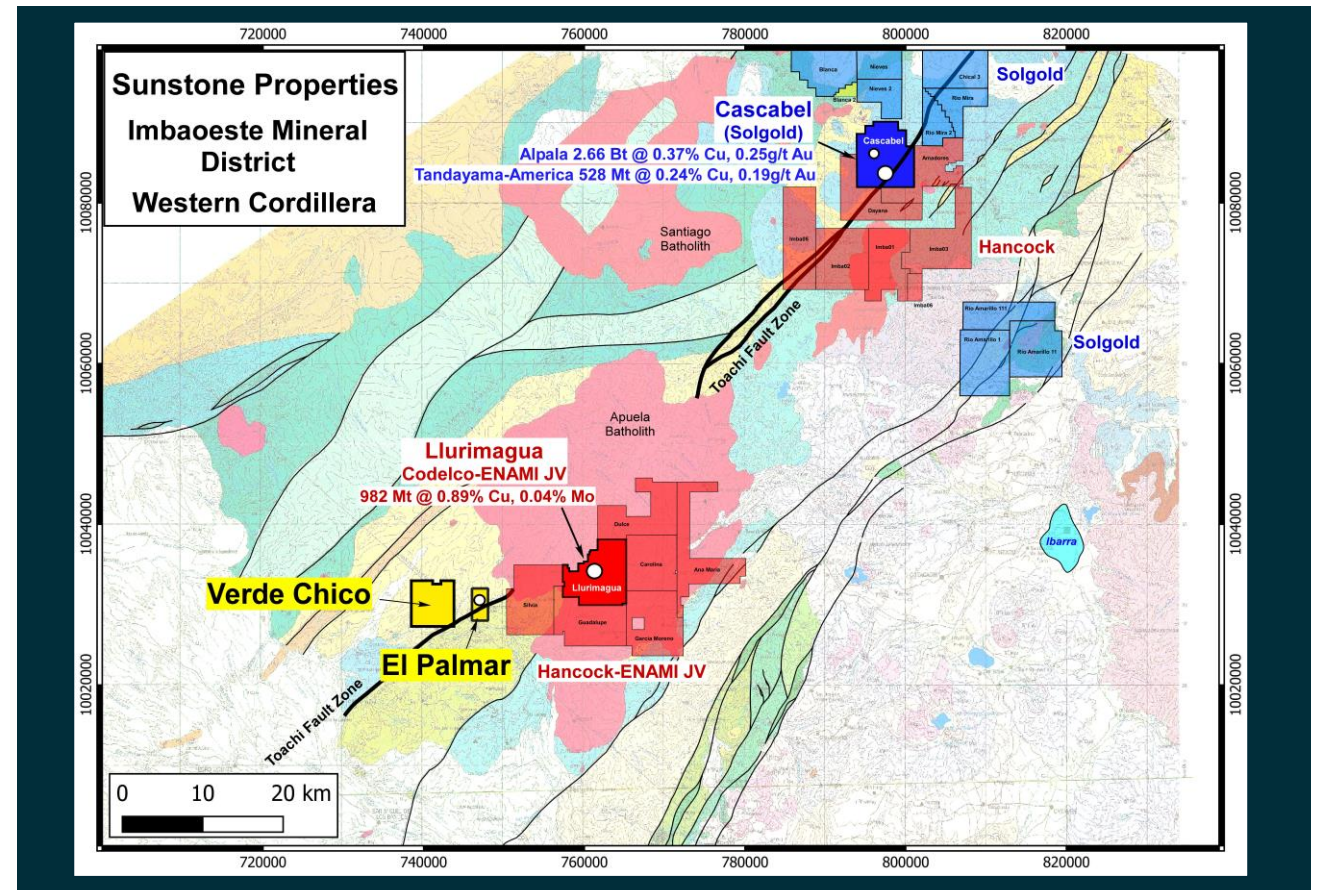 720000
740000
760000
780000
800000
820000
Sunstone Properties
Imbaoeste Mineral
District
Western Cordillera
Blanca
Nieves
Nieves 2
Blanca 2
Chical 3
Rio Mira
Rio Mira 2
Solgold
Cascabel
(Solgold)
Alpala 2.66 Bt @ 0.37% Cu, 0.25g/t Au
Tandayama-America 528 Mt @ 0.24% Cu, 0.19g/t Au
Cascabel
Amadores
Dayana
10080000
10080000
Santiago
Batholith
Imba00
Imba02
Imba01
Imba03
Hancock
Imba06
Rio Amarillo 111
Rio Amarillo 1
Rio Amarillo 11
Solgold
Toachi Fault Zone
10060000
10060000
Apuela
Batholith
Llurimagua
Codelco-ENAMI JV
982 Mt @ 0.89% Cu, 0.04% Mo
Dulce
10040000
10040000
Ibarra
Carolina
Ana Maria
Llurimagua
Verde Chico
Silvia
Guadalupe
Garcia Moreno
El Palmar
Hancock-ENAMI JV
10020000
10020000
Toachi Fault Zone
0 10 20 km
720000
740000
760000
780000
800000
820000